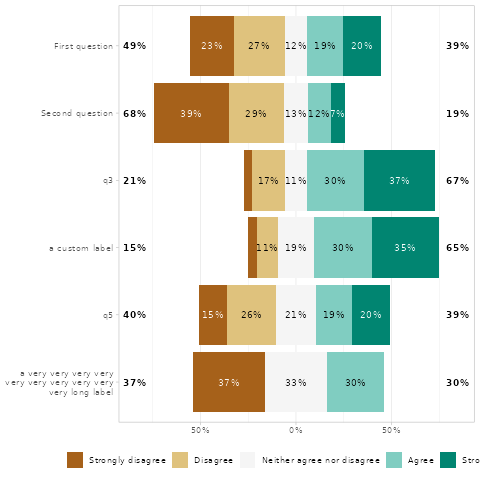 First question 49% 23% 27% 12% 19% 20% 39%
Second question 68% 39% 29% 13% 12% 7% 19%
q3 21% 17% 11% 30% 37% 67%
a custom label 15% 11% 19% 30% 35% 65%
q5 40% 15% 26% 21% 19% 20% 39%
a very very very very
very very very very very
very long label
37% 37% 33% 30% 30%
50% 0% 50%
Strongly disagree Disagree Neither agree nor disagree Agree Stro